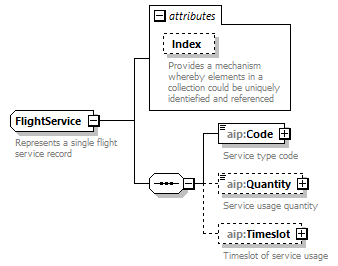 attributes
Index
Provides a mechanism
whereby elements in a
collection could be uniquely
identiefied and referenced
FlightService
Represents a single flight
service record
aip:Code
Service type code
aip:Quantity
Service usage quantity
aip:Timeslot
Timeslot of service usage